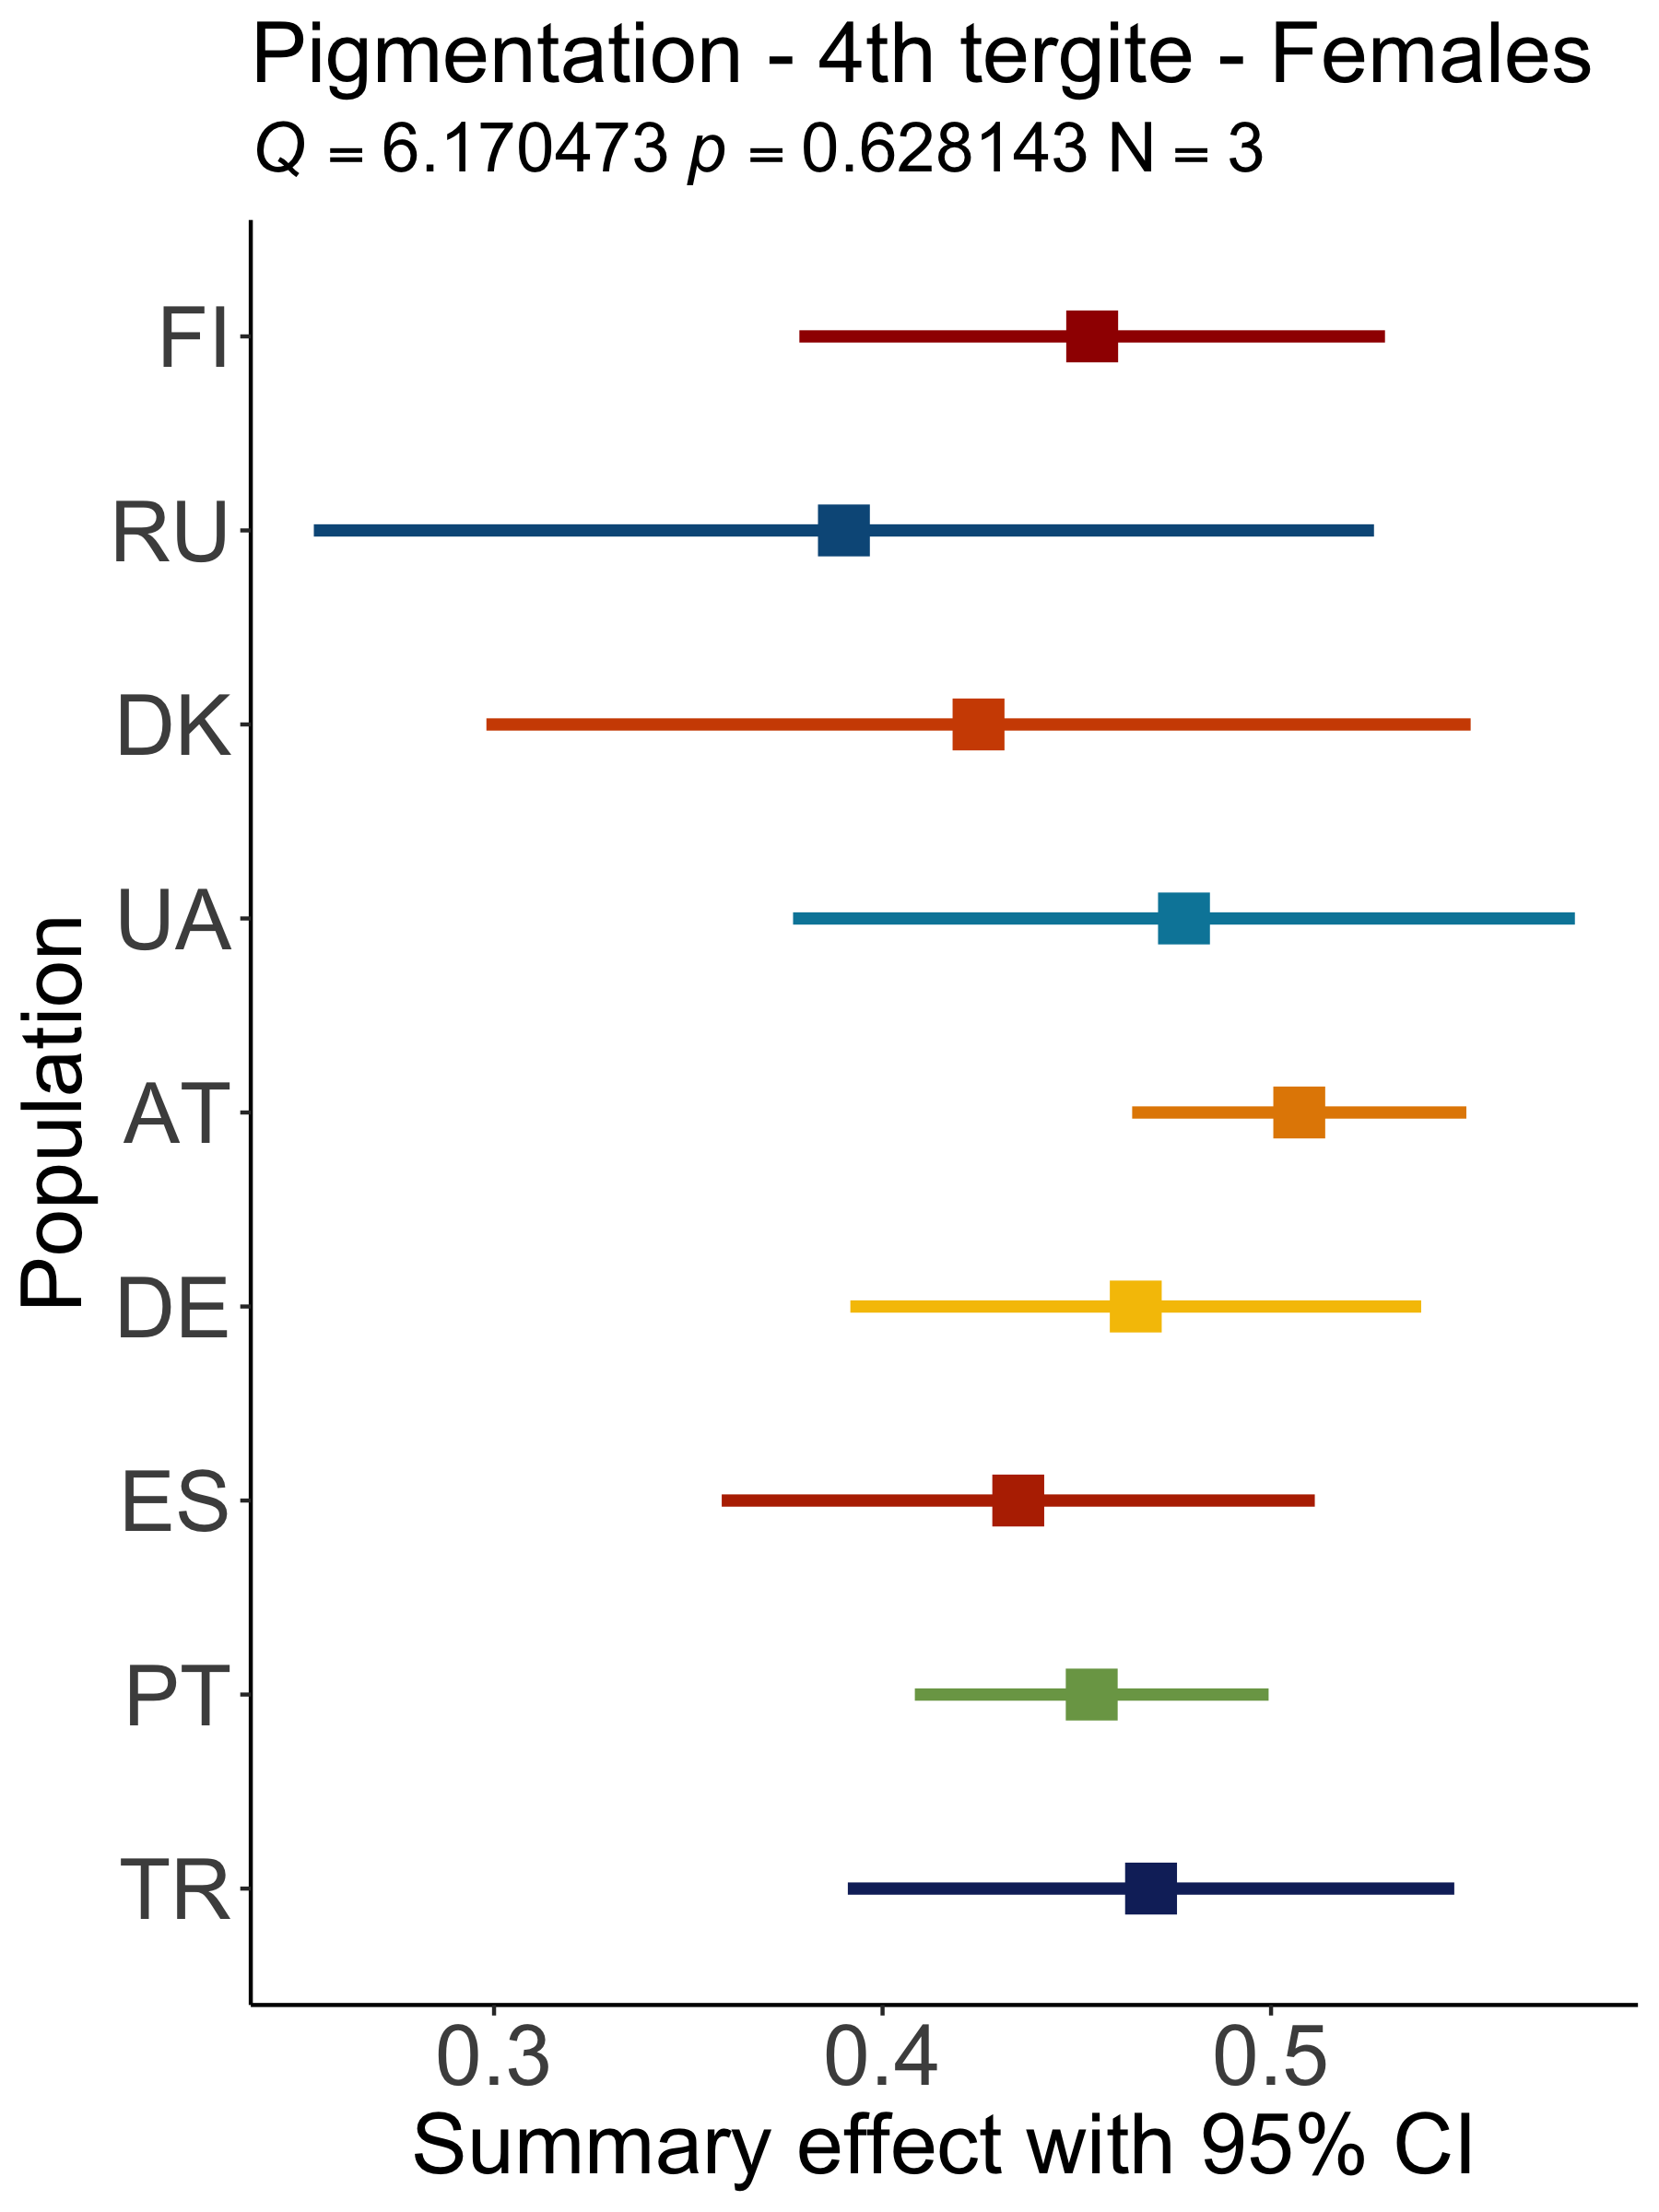 Pigmentation - 4th tergite - Females
Q = 6.170473 p = 0.628143 N = 3
FI
RU
DK
UA
AT
DE
ES
PT
TR
Population
0.3 0.4 0.5
Summary effect with 95% CI